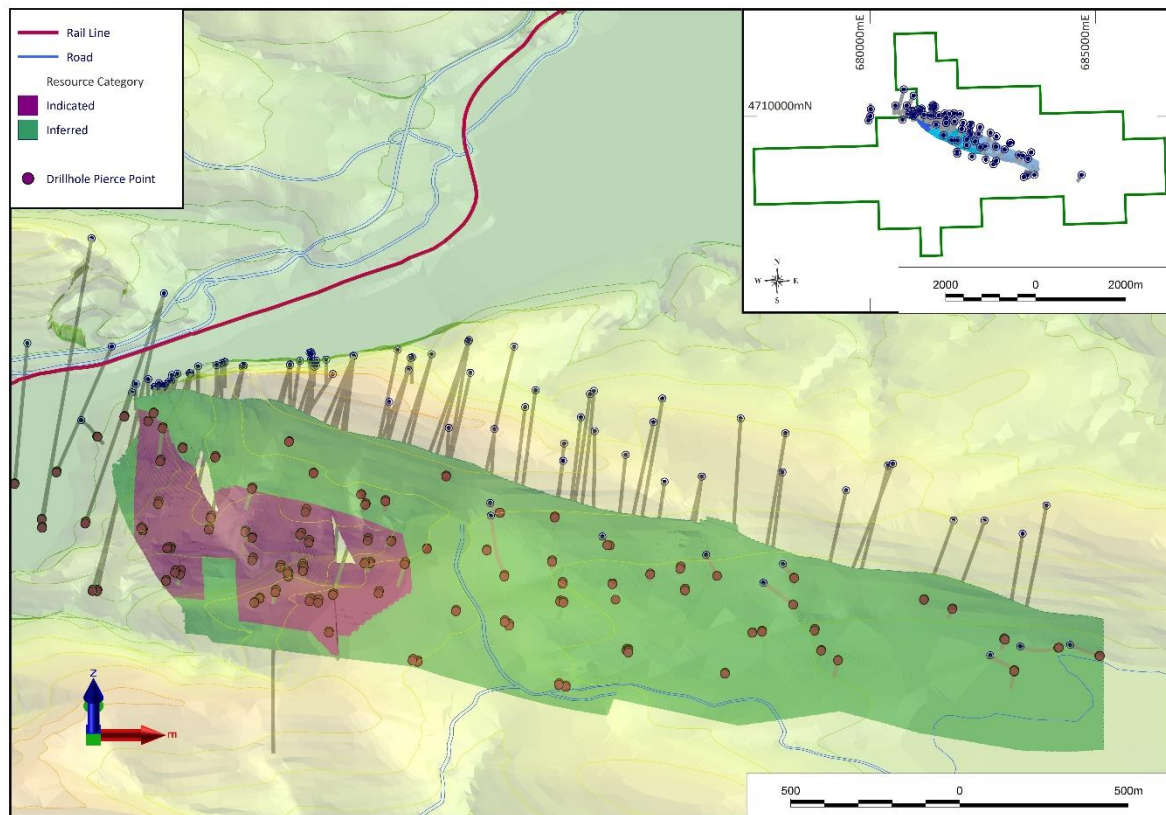 Rail Line
Road
Resource Category
Indicated
Inferred
Drillhole Pierce Point
680000mE
685000mE
4710000mN
N
W E
S
2000 0 2000m
Z
m
500 0 500m